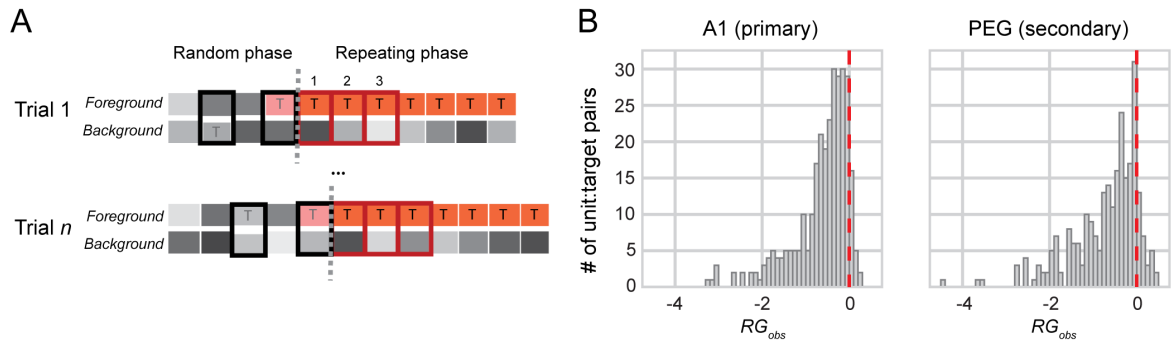 A
Random phase
Repeating phase
1 2 3
Trial 1
Foreground
T T T T T T T T
Background
T
...
Trial n
Foreground
T T T T T T T T T
Background
B
A1 (primary)
PEG (secondary)
# of unit::target pairs
30
25
20
15
10
5
0
-4 -2 0
-4 -2 0
RGobs
RGobs